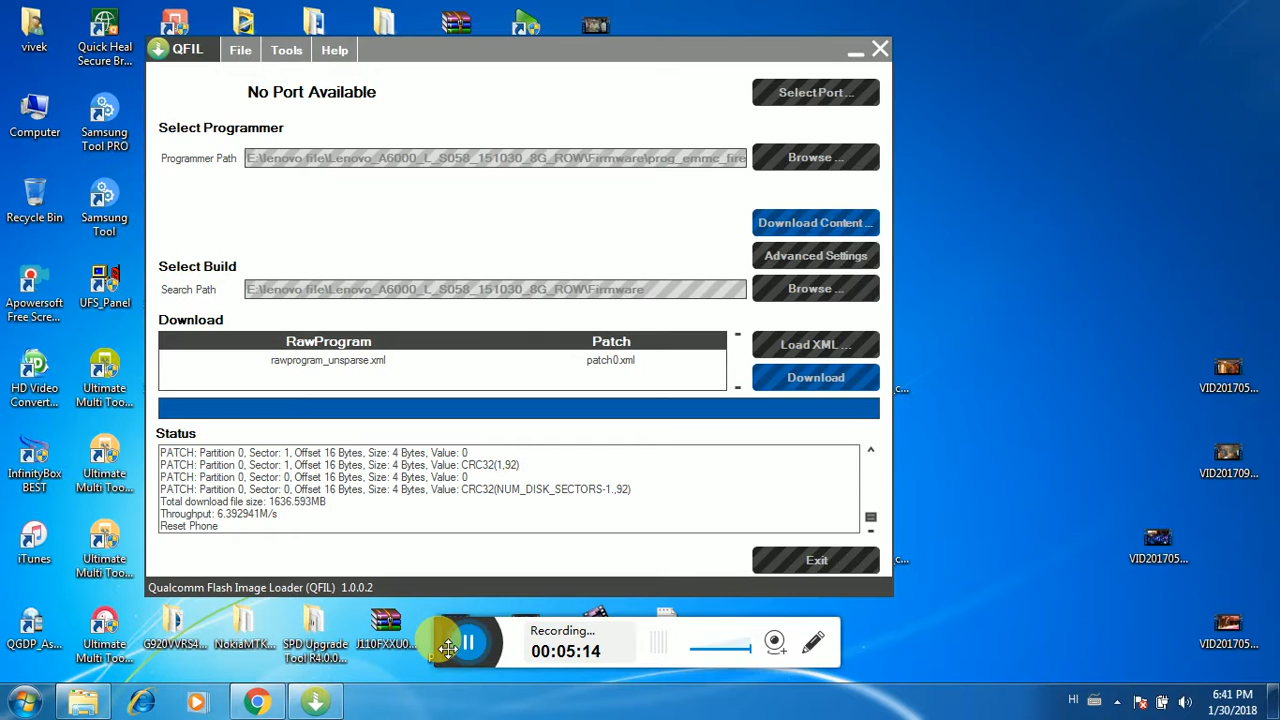 vivek
Quick Heal
Secure Br...
QFIL
File
Tools
Help
No Port Available
Select Port ...
Select Programmer
Programmer Path
E:\lenovo file\Lenovo_A6000_L_S058_151030_8G_ROW\Firmware\prog_emmc_fire
Browse ...
Download Content ...
Advanced Settings
Select Build
Search Path
E:\lenovo file\Lenovo_A6000_L_S058_151030_8G_ROW\Firmware
Browse ...
Download
RawProgram
Patch
rawprogram_unsparse.xml
patch0.xml
Load XML ...
Download
Status
PATCH: Partition 0, Sector: 1, Offset 16 Bytes, Size: 4 Bytes, Value: 0
PATCH: Partition 0, Sector: 1, Offset 16 Bytes, Size: 4 Bytes, Value: CRC32(1,92)
PATCH: Partition 0, Sector: 0, Offset 16 Bytes, Size: 4 Bytes, Value: 0
PATCH: Partition 0, Sector: 0, Offset 16 Bytes, Size: 4 Bytes, Value: CRC32(NUM_DISK_SECTORS-1.,92)
Total download file size: 1636.593MB
Throughput: 6.392941M/s
Reset Phone
Exit
Qualcomm Flash Image Loader (QFIL) 1.0.0.2
Computer
Samsung
Tool PRO
Recycle Bin
Samsung
Tool
Apowersoft
Free Scre...
UFS_Panel
HD Video
Convert...
Ultimate
Multi Too...
InfinityBox
BEST
Ultimate
Multi Too...
iTunes
Ultimate
Multi Too...
QGDP_As...
Ultimate
Multi Too...
G920VVRS4...
NokiaMTK...
SPD Upgrade
Tool R4.0.0...
J110FXXU0...
_c...
_c...
VID201705...
VID201709...
VID201705...
VID201705...
Recording...
00:05:14
HI
6:41 PM
1/30/2018